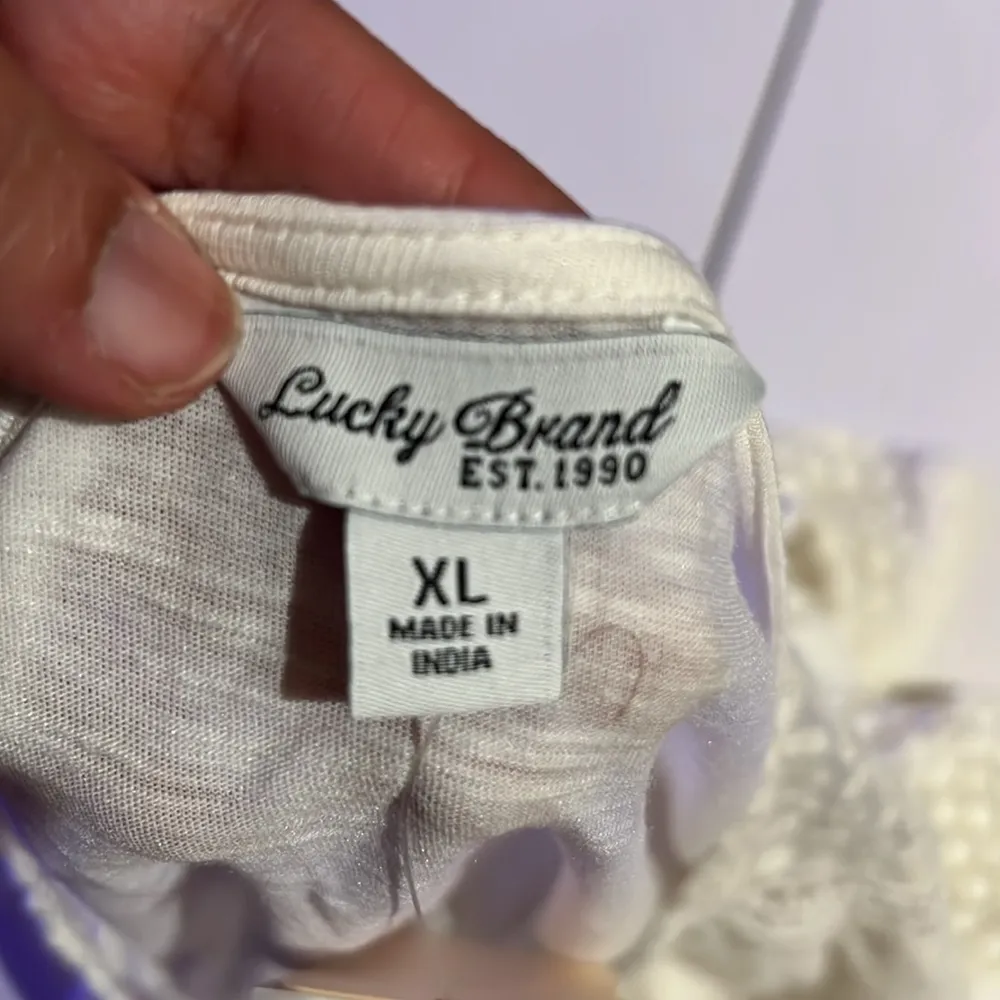 Lucky Brand
EST. 1990
XL
MADE IN
INDIA